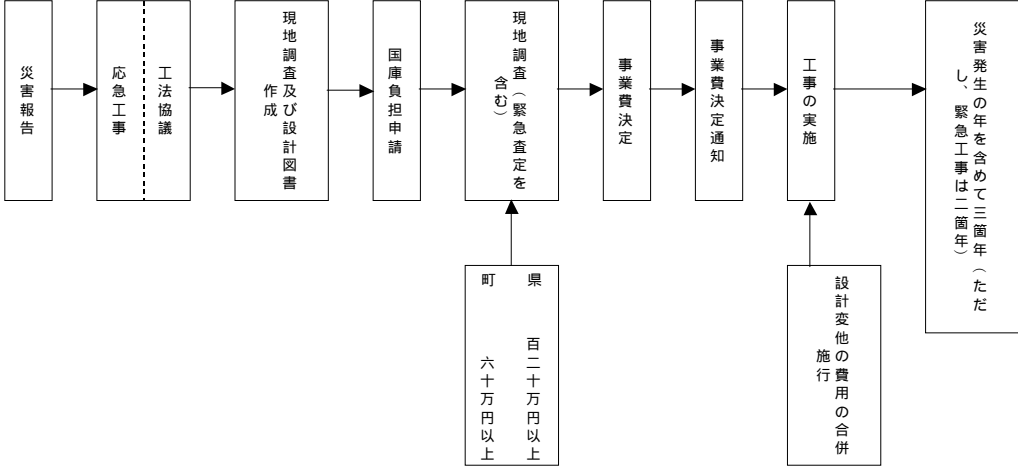 災害報告
応急工事
工法協議
現地調査及び設計図書
作成
国庫負担申請
現地調査（緊急査定を
含む）
事業費決定
事業費決定通知
工事の実施
災害発生の年を含めて三箇年（ただ
し、緊急工事は二箇年）
県　百二十万円以上
町　六十万円以上
設計変他の費用の合併
施行